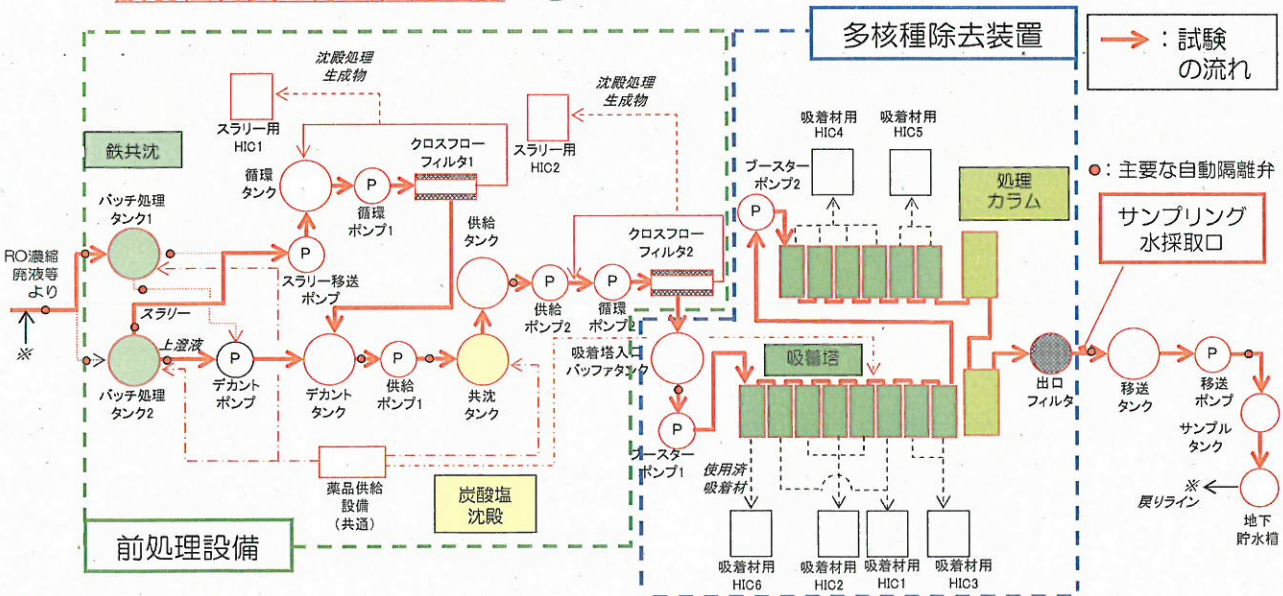 多核種除去装置
：試験
の流れ
：主要な自動隔離弁
サンプリング
水採取口
沈殿処理
生成物
スラリー用
HIC1
沈殿処理
生成物
スラリー用
HIC2
鉄共沈
循環
タンク
P
循環
ポンプ1
クロスフロー
フィルタ1
バッチ処理
タンク1
RO濃縮
廃液等
より
※
P
スラリー移送
ポンプ
スラリー
上澄液
バッチ処理
タンク2
P
デカント
ポンプ
デカント
タンク
P
供給
ポンプ1
共沈
タンク
供給
タンク
P
供給
ポンプ2
P
循環
ポンプ2
クロスフロー
フィルタ2
薬品供給
設備
（共通）
炭酸塩
沈殿
前処理設備
吸着塔入口
バッファタンク
P
ブースター
ポンプ1
ブースター
ポンプ2
P
吸着材用
HIC4
吸着材用
HIC5
処理
カラム
吸着塔
使用済
吸着材
吸着材用
HIC6
吸着材用
HIC2
吸着材用
HIC1
吸着材用
HIC3
出口
フィルタ
移送
タンク
P
移送
ポンプ
サンプル
タンク
※
戻りライン
地下
貯水槽